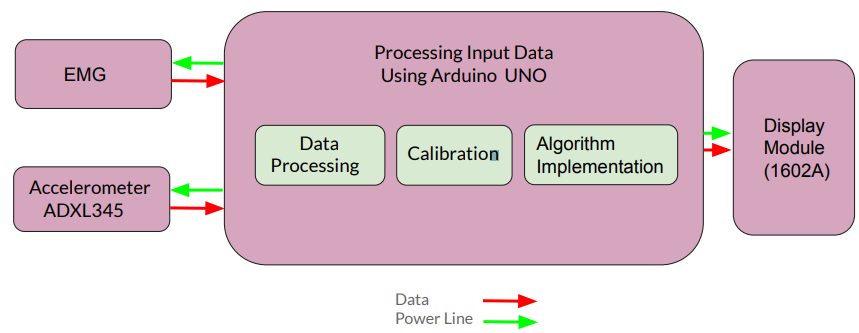 Processing Input Data
Using Arduino UNO
EMG
Data
Processing
Calibration
Algorithm
Implementation
Accelerometer
ADXL345
Display
Module
(1602A)
Data
Power Line